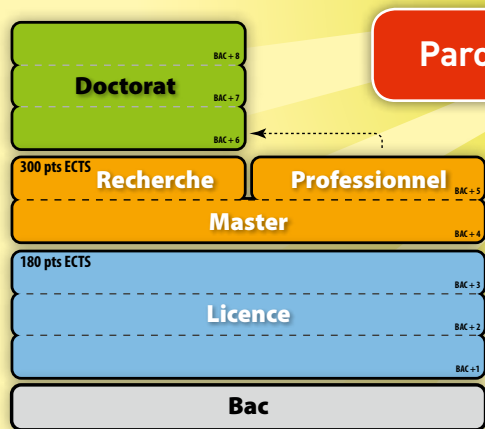 Parc
BAC + 8
Doctorat
BAC + 7
BAC + 6
300 pts ECTS
Recherche
Professionnel
BAC + 5
Master
BAC + 4
180 pts ECTS
BAC + 3
Licence
BAC + 2
BAC +1
Bac